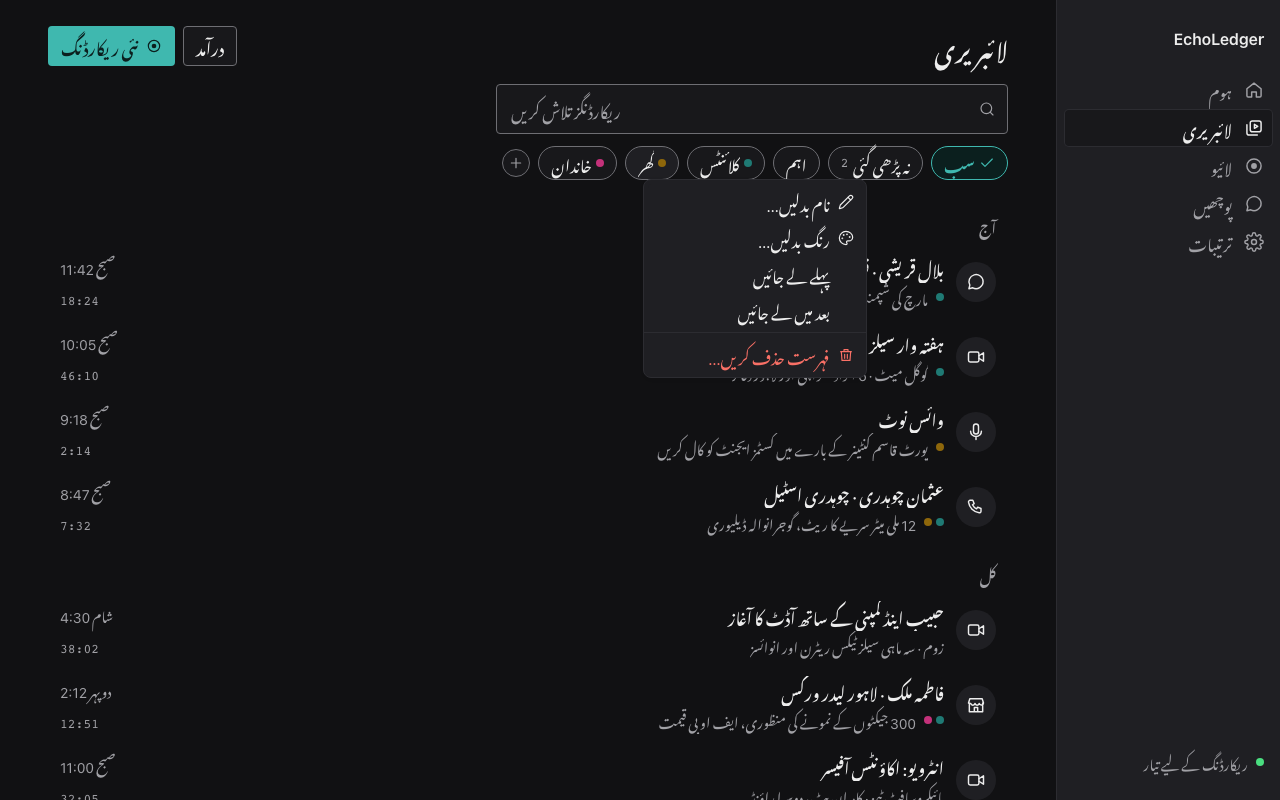 EchoLedger
ہوم
لائبریری
لائیو
پوچھیں
ترتیبات
ریکارڈنگ کے لیے تیار
لائبریری
درآمد
نئی ریکارڈنگ
ریکارڈنگز تلاش کریں
سب
نہ پڑھی گئی 2
اہم
کلائنٹس
گھر
خاندان
نام بدلیں...
رنگ بدلیں...
پہلے لے جائیں
بعد میں لے جائیں
فہرست حذف کریں...
آج
بلال قریشی ·
11:42 صبح
مارچ کی
18:24
ہفتہ وار سیلز
10:05 صبح
گوگل میٹ ·
46:10
وائس نوٹ
9:18 صبح
پورٹ قاسم کنٹینر کے بارے میں کسٹمز ایجنٹ کو کال کریں
2:14
عثمان چوہدری · چوہدری اسٹیل
8:47 صبح
12 ملی میٹر سریے کا ریٹ، گوجرانوالہ ڈیلیوری
7:32
کل
حبیب اینڈ کمپنی کے ساتھ آڈٹ کا آغاز
4:30 شام
زوم · سہ ماہی سیلز ٹیکس ریٹرن اور انوائسز
38:02
فاطمہ ملک · لاہور لیدر ورکس
2:12 دوپہر
300 جیکٹوں کے نمونے کی منظوری، ایف او بی قیمت
12:51
انٹرویو: اکاؤنٹس آفیسر
11:00 صبح
32:05